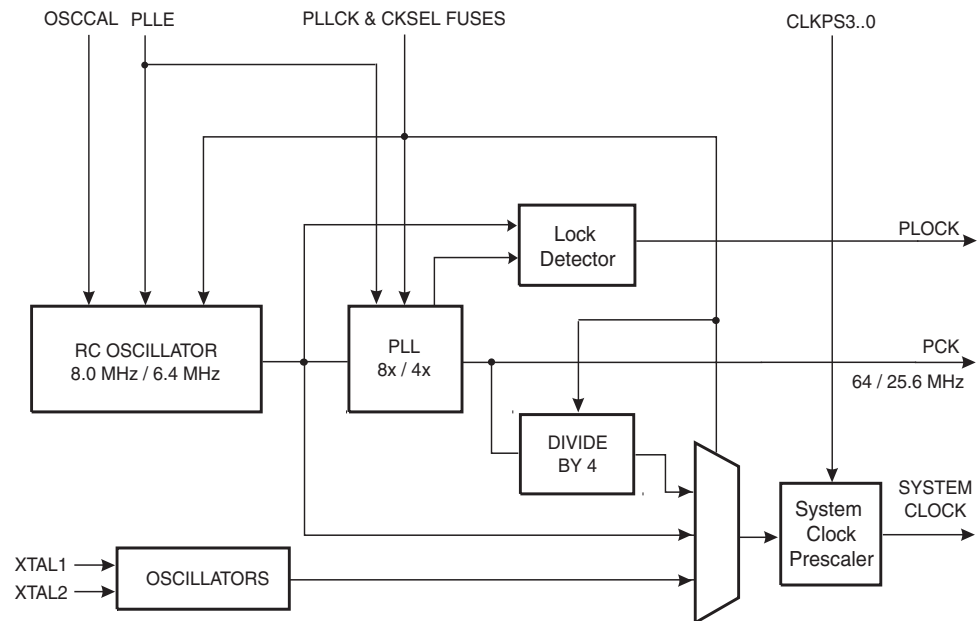 OSCCAL
PLLE
PLLCK & CKSEL FUSES
CLKPS3..0
Lock
Detector
PLOCK
RC OSCILLATOR
8.0 MHz / 6.4 MHz
PLL
8x / 4x
PCK
64 / 25.6 MHz
DIVIDE
BY 4
SYSTEM
CLOCK
System
Clock
Prescaler
XTAL1
XTAL2
OSCILLATORS